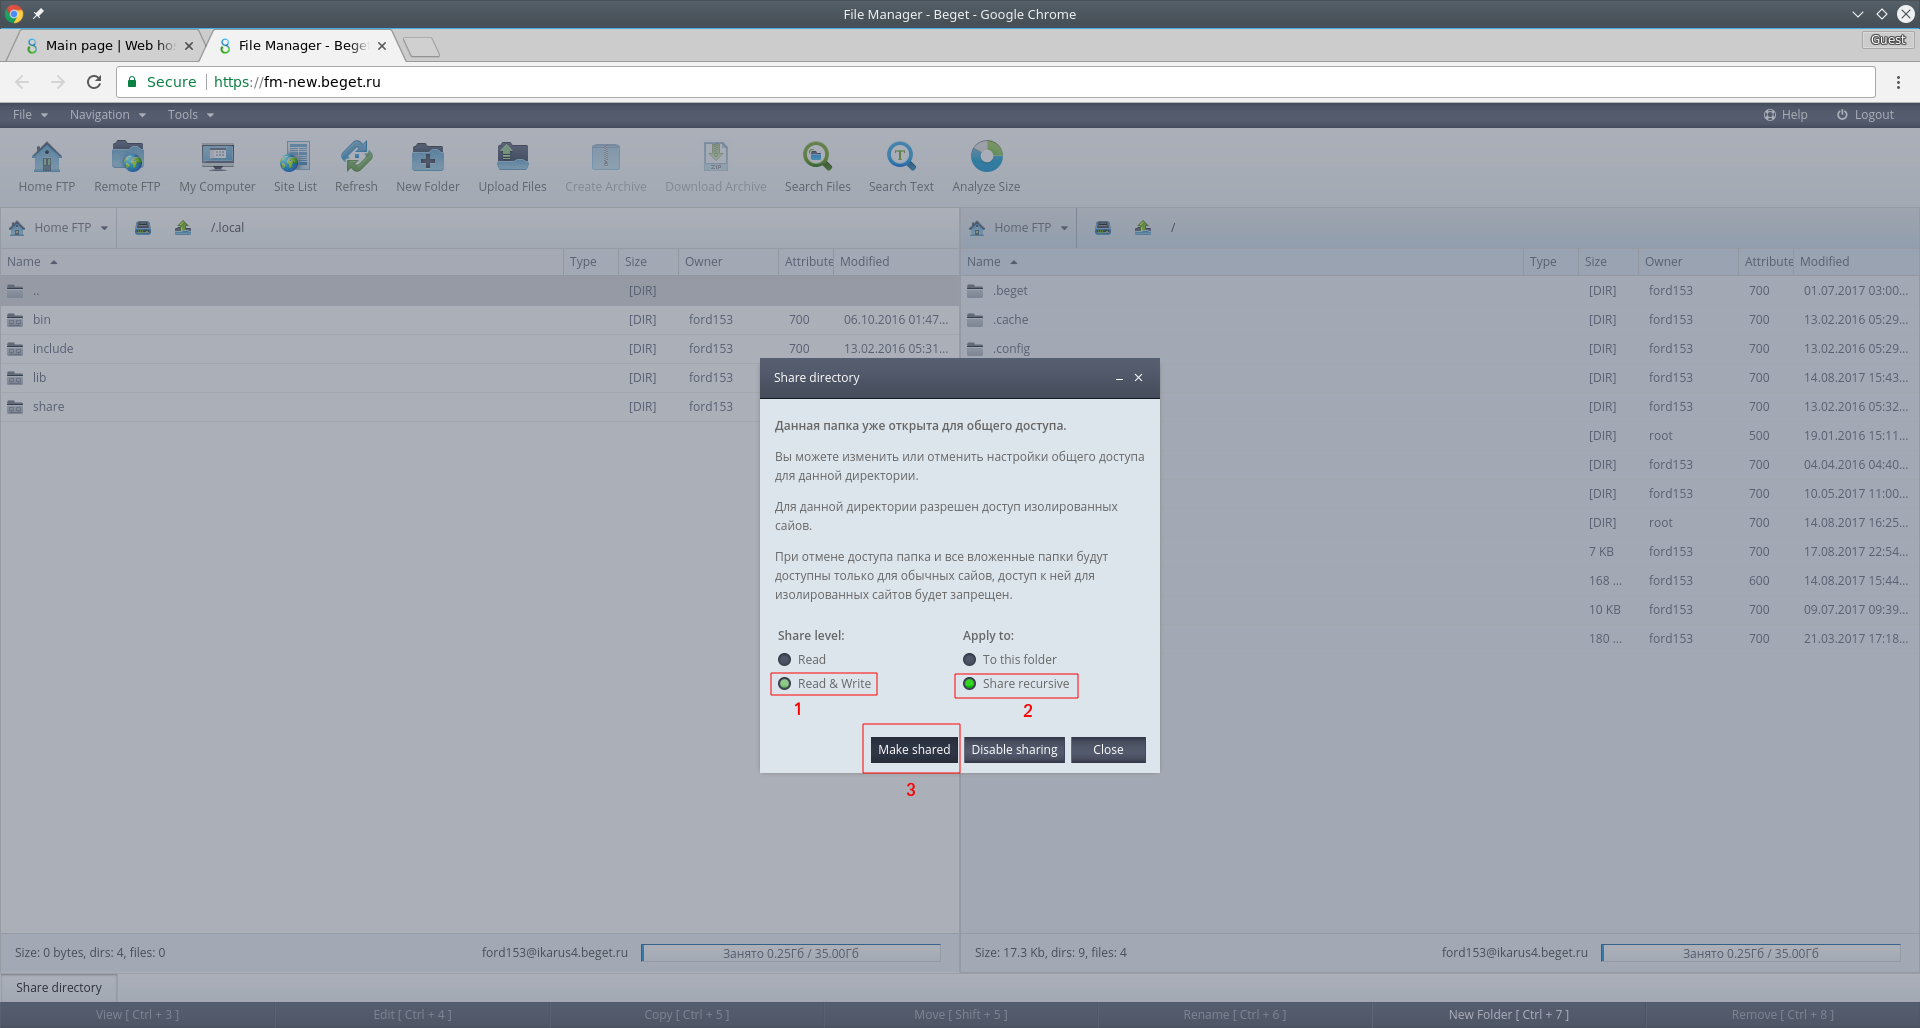 File Manager - Beget - Google Chrome
Main page | Web ho
File Manager - Bege
Guest
Secure
https://fm-new.beget.ru
File
Navigation
Tools
Help
Logout
Home FTP
Remote FTP
My Computer
Site List
Refresh
New Folder
Upload Files
Create Archive
Download Archive
Search Files
Search Text
Analyze Size
Home FTP
/.local
Home FTP
/
Name Type Size Owner Attribute Modified
.. [DIR]
bin [DIR] ford153 700 06.10.2016 01:47...
include [DIR] ford153 700 13.02.2016 05:31...
lib [DIR] ford153
share [DIR] ford153
Name Type Size Owner Attribute Modified
.beget [DIR] ford153 700 01.07.2017 03:00...
.cache [DIR] ford153 700 13.02.2016 05:29...
.config [DIR] ford153 700 13.02.2016 05:29...
[DIR] ford153 700 14.08.2017 15:43...
[DIR] ford153 700 13.02.2016 05:32...
[DIR] root 500 19.01.2016 15:11...
[DIR] ford153 700 04.04.2016 04:40...
[DIR] ford153 700 10.05.2017 11:00...
[DIR] root 700 14.08.2017 16:25...
7 KB ford153 700 17.08.2017 22:54...
168 ... ford153 600 14.08.2017 15:44...
10 KB ford153 700 09.07.2017 09:39...
180 ... ford153 700 21.03.2017 17:18...
Share directory
Данная папка уже открыта для общего доступа.
Вы можете изменить или отменить настройки общего доступа
для данной директории.
Для данной директории разрешен доступ изолированных
сайов.
При отмене доступа папка и все вложенные папки будут
доступны только для обычных сайов, доступ к ней для
изолированных сайтов будет запрещен.
Share level:
Read
Read & Write
1
Apply to:
To this folder
Share recursive
2
Make shared
Disable sharing
Close
3
Size: 0 bytes, dirs: 4, files: 0
ford153@ikarus4.beget.ru
Занято 0.25Гб / 35.00Гб
Size: 17.3 Kb, dirs: 9, files: 4
ford153@ikarus4.beget.ru
Занято 0.25Гб / 35.00Гб
Share directory
View [ Ctrl + 3 ]
Edit [ Ctrl + 4 ]
Copy [ Ctrl + 5 ]
Move [ Shift + 5 ]
Rename [ Ctrl + 6 ]
New Folder [ Ctrl + 7 ]
Remove [ Ctrl + 8 ]